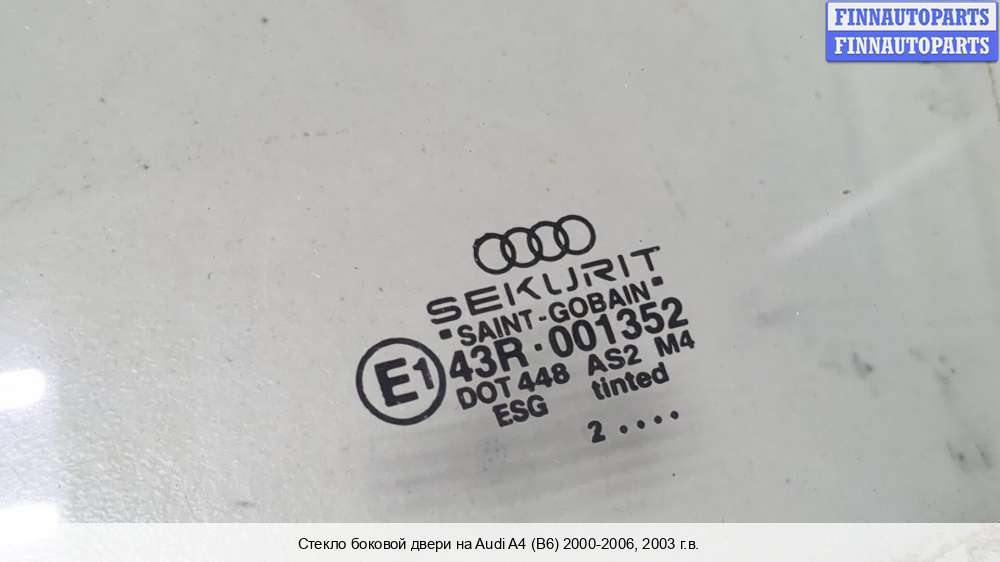 FINNAUTOPARTS
FINNAUTOPARTS
SEKURIT
SAINT-GOBAIN
E1 43R-001352
DOT 448 AS2 M4
ESG tinted
2 ....
Стекло боковой двери на Audi A4 (B6) 2000-2006, 2003 г.в.